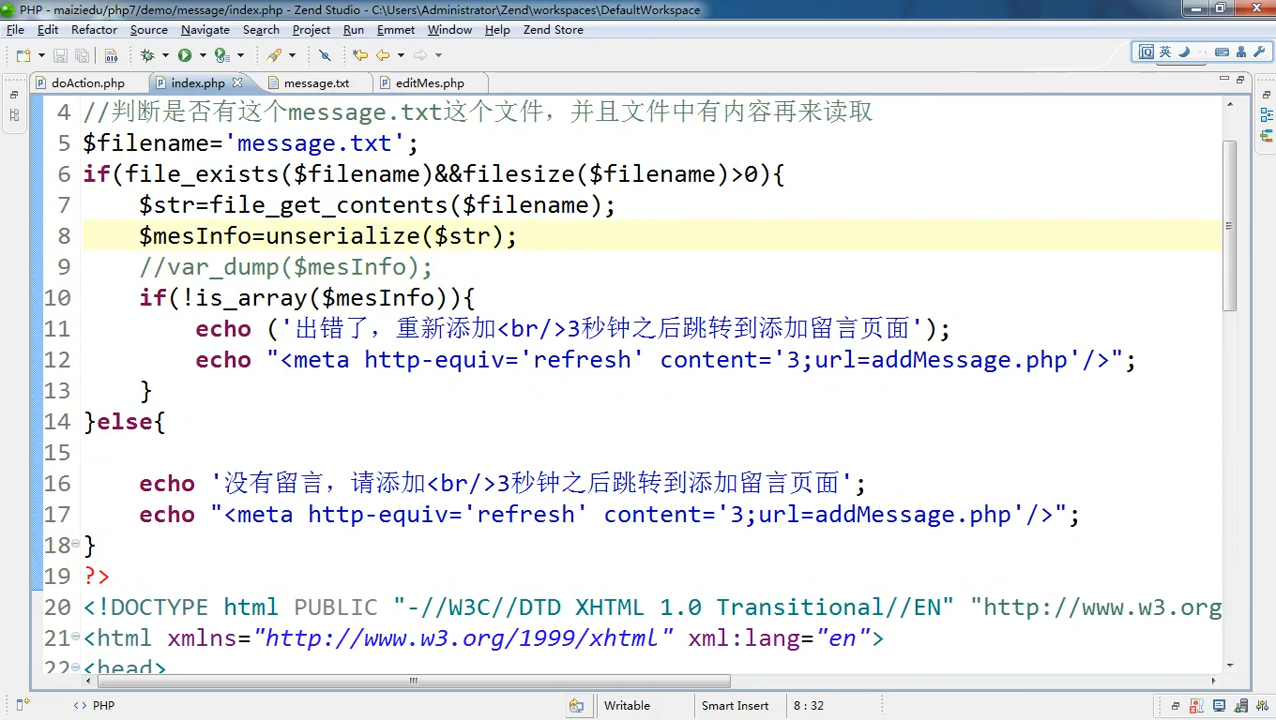 PHP - maiziedu/php7/demo/message/index.php - Zend Studio - C:\Users\Administrator\Zend\workspaces\DefaultWorkspace
File Edit Refactor Source Navigate Search Project Run Emmet Window Help Zend Store
英
doAction.php index.php message.txt editMes.php
4 //判断是否有这个message.txt这个文件，并且文件中有内容再来读取
5 $filename='message.txt';
6 if(file_exists($filename)&&filesize($filename)>0){
7 $str=file_get_contents($filename);
8 $mesInfo=unserialize($str);
9 //var_dump($mesInfo);
10 if(!is_array($mesInfo)){
11 echo ('出错了，重新添加<br/>3秒钟之后跳转到添加留言页面');
12 echo "<meta http-equiv='refresh' content='3;url=addMessage.php'/>";
13 }
14 }else{
15
16 echo '没有留言，请添加<br/>3秒钟之后跳转到添加留言页面';
17 echo "<meta http-equiv='refresh' content='3;url=addMessage.php'/>";
18 }
19 ?>
20 <!DOCTYPE html PUBLIC "-//W3C//DTD XHTML 1.0 Transitional//EN" "http://www.w3.org
21 <html xmlns="http://www.w3.org/1999/xhtml" xml:lang="en">
22 <head>
<> PHP Writable Smart Insert 8 : 32